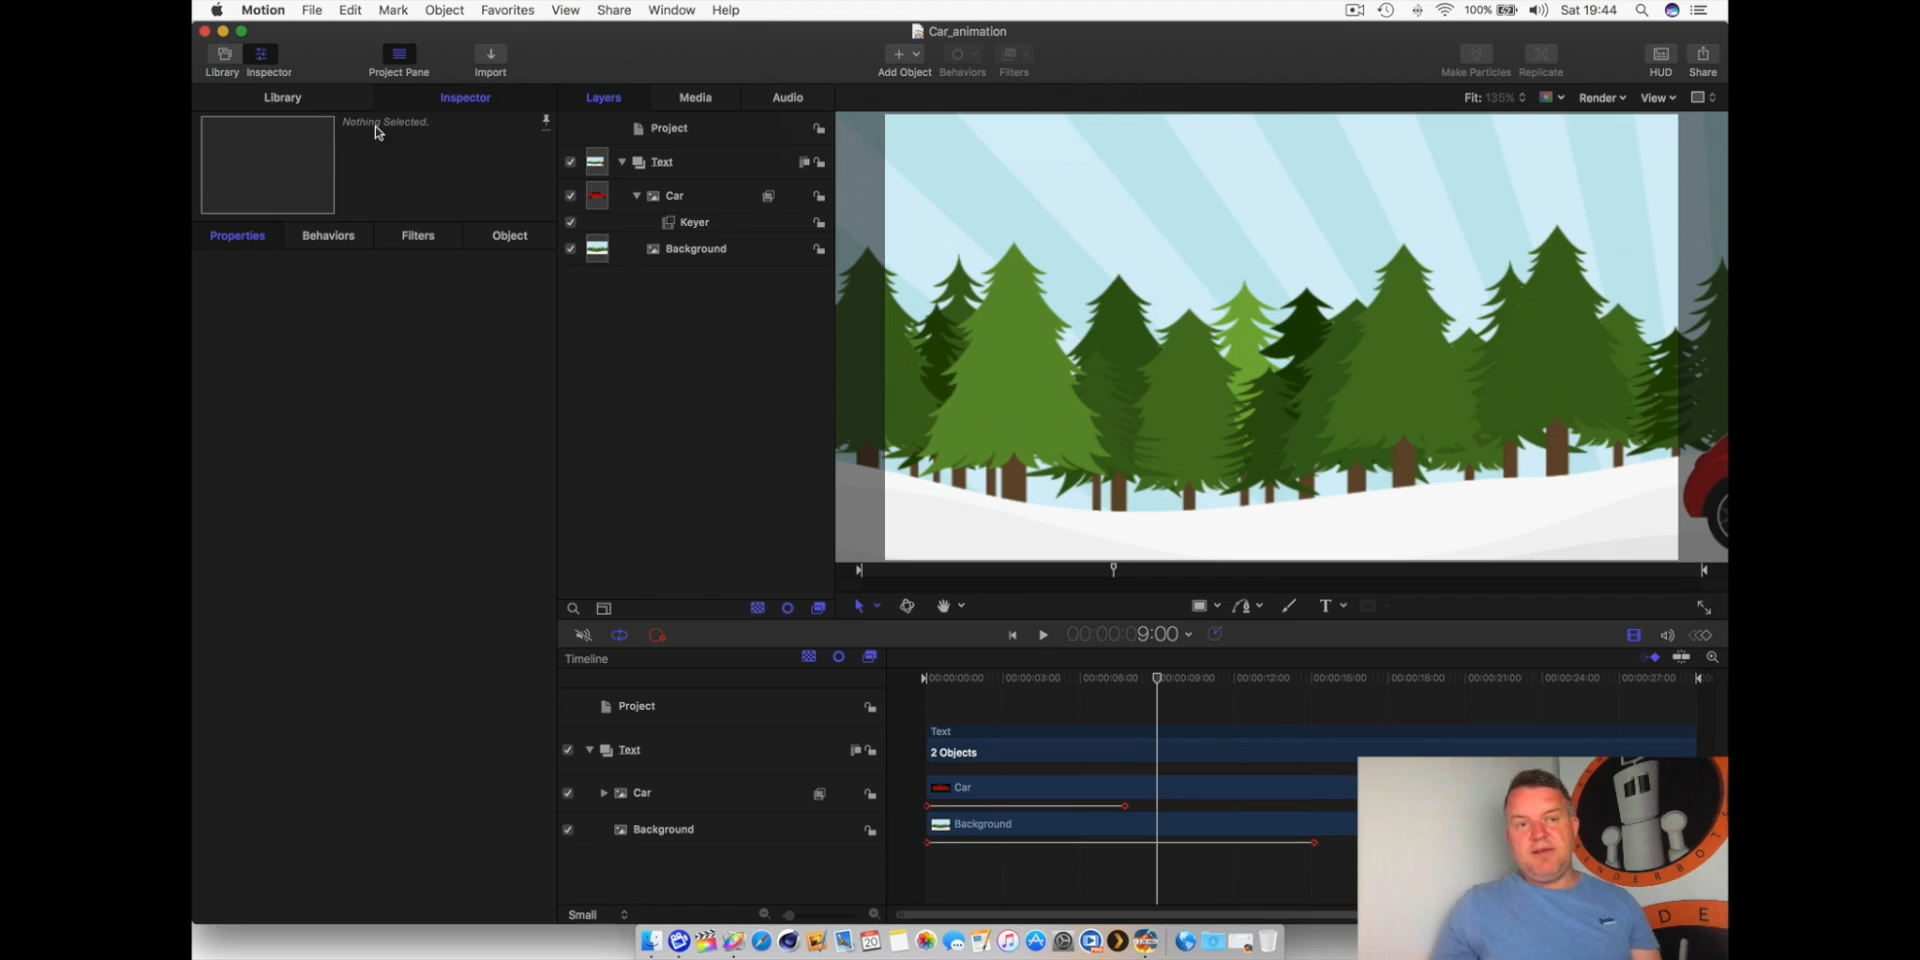 Motion File Edit Mark Object Favorites View Share Window Help
100% Sat 19:44
Car_animation
Library Inspector Project Pane Import Add Object Behaviors Filters Make Particles Replicate HUD Share
Library Inspector Layers Media Audio Fit: 135% Render View
Nothing Selected.
Project
Text
Car
Keyer
Background
Properties Behaviors Filters Object
T
00:00:09:00
Timeline
00:00:00:00 00:00:03:00 00:00:06:00 00:00:09:00 00:00:12:00 00:00:15:00 00:00:18:00 00:00:21:00 00:00:24:00 00:00:27:00
Project
Text
Text
2 Objects
Car
Car
Background
Background
Small
20